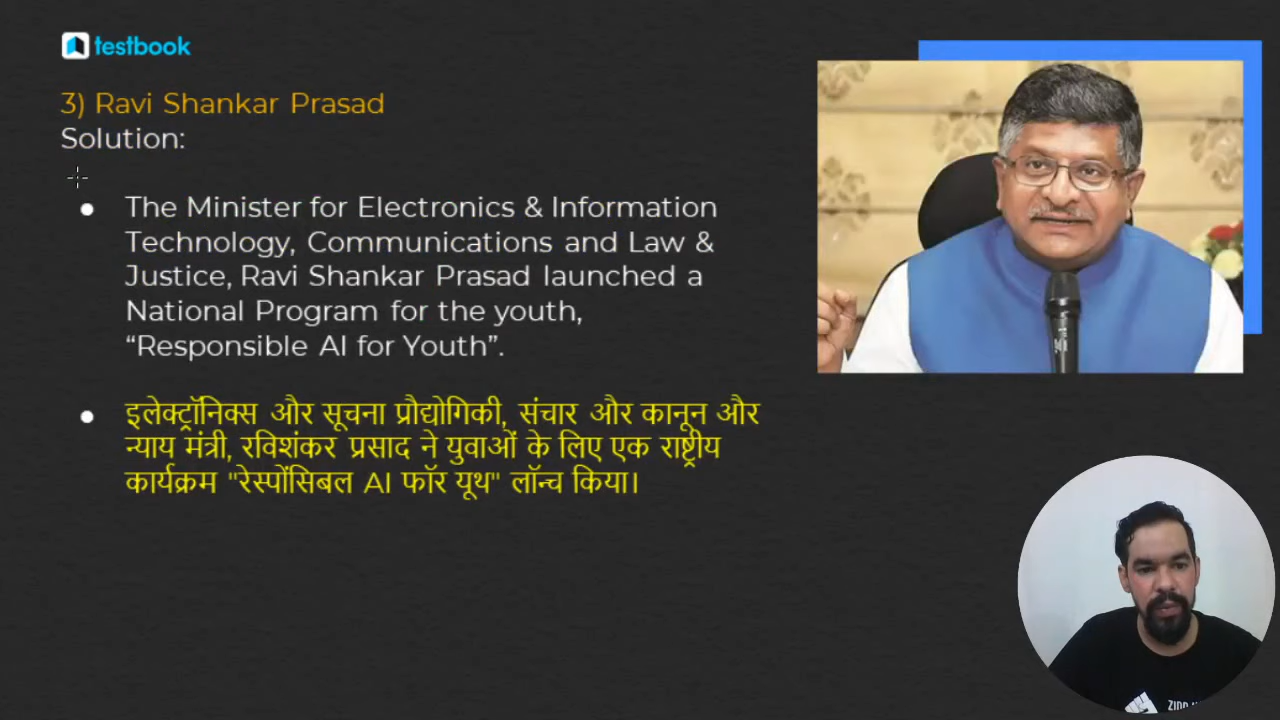 testbook
3) Ravi Shankar Prasad
Solution:
The Minister for Electronics & Information
Technology, Communications and Law &
Justice, Ravi Shankar Prasad launched a
National Program for the youth,
“Responsible AI for Youth”.
इलेक्ट्रॉनिक्स और सूचना प्रौद्योगिकी, संचार और कानून और
न्याय मंत्री, रविशंकर प्रसाद ने युवाओं के लिए एक राष्ट्रीय
कार्यक्रम "रेस्पोंसिबल AI फॉर यूथ" लॉन्च किया।